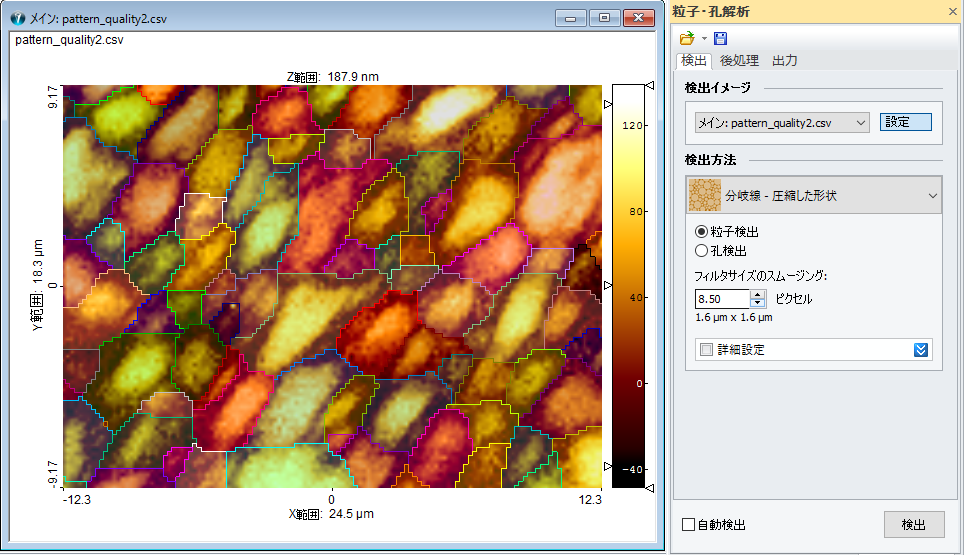 メイン: pattern_quality2.csv
pattern_quality2.csv
Z範囲: 187.9 nm
9.17
0
-9.17
Y範囲: 18.3 µm
-12.3
0
12.3
X範囲: 24.5 µm
120
80
40
0
-40
粒子・孔解析
検出 後処理 出力
検出イメージ
メイン: pattern_quality2.csv 設定
検出方法
分岐線 - 圧縮した形状
粒子検出
孔検出
フィルタサイズのスムージング:
8.50 ピクセル
1.6 µm x 1.6 µm
詳細設定
自動検出 検出